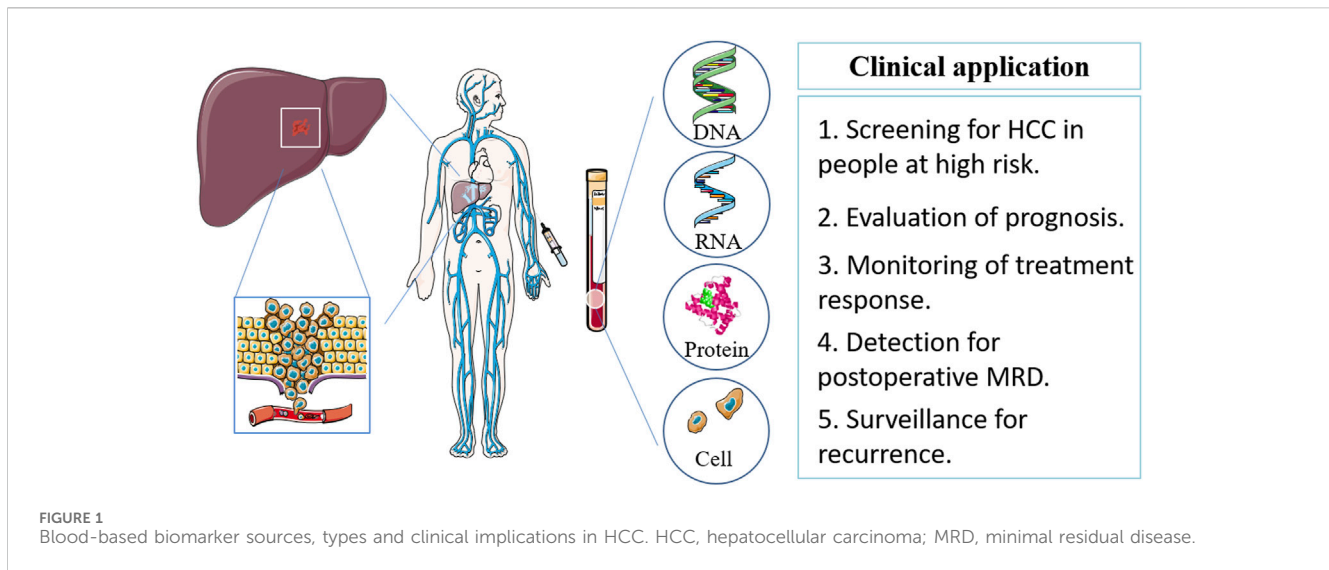 DNA
RNA
Protein
Cell
Clinical application
1. Screening for HCC in
people at high risk.
2. Evaluation of prognosis.
3. Monitoring of treatment
response.
4. Detection for
postoperative MRD.
5. Surveillance for
recurrence.
FIGURE 1
Blood-based biomarker sources, types and clinical implications in HCC. HCC, hepatocellular carcinoma; MRD, minimal residual disease.